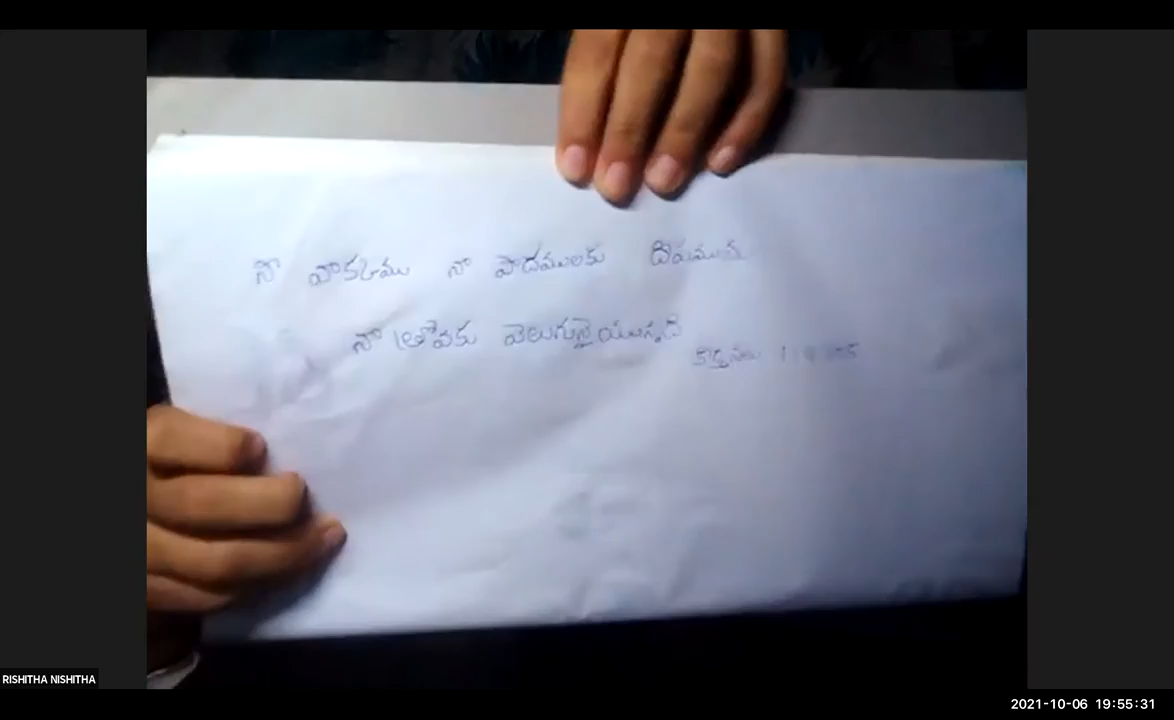 నీ వాక్యము నా పాదములకు దీపమును
నా త్రోవకు వెలుగునైయున్నది
కీర్తనలు 119:105
RISHITHA NISHITHA
2021-10-06 19:55:31